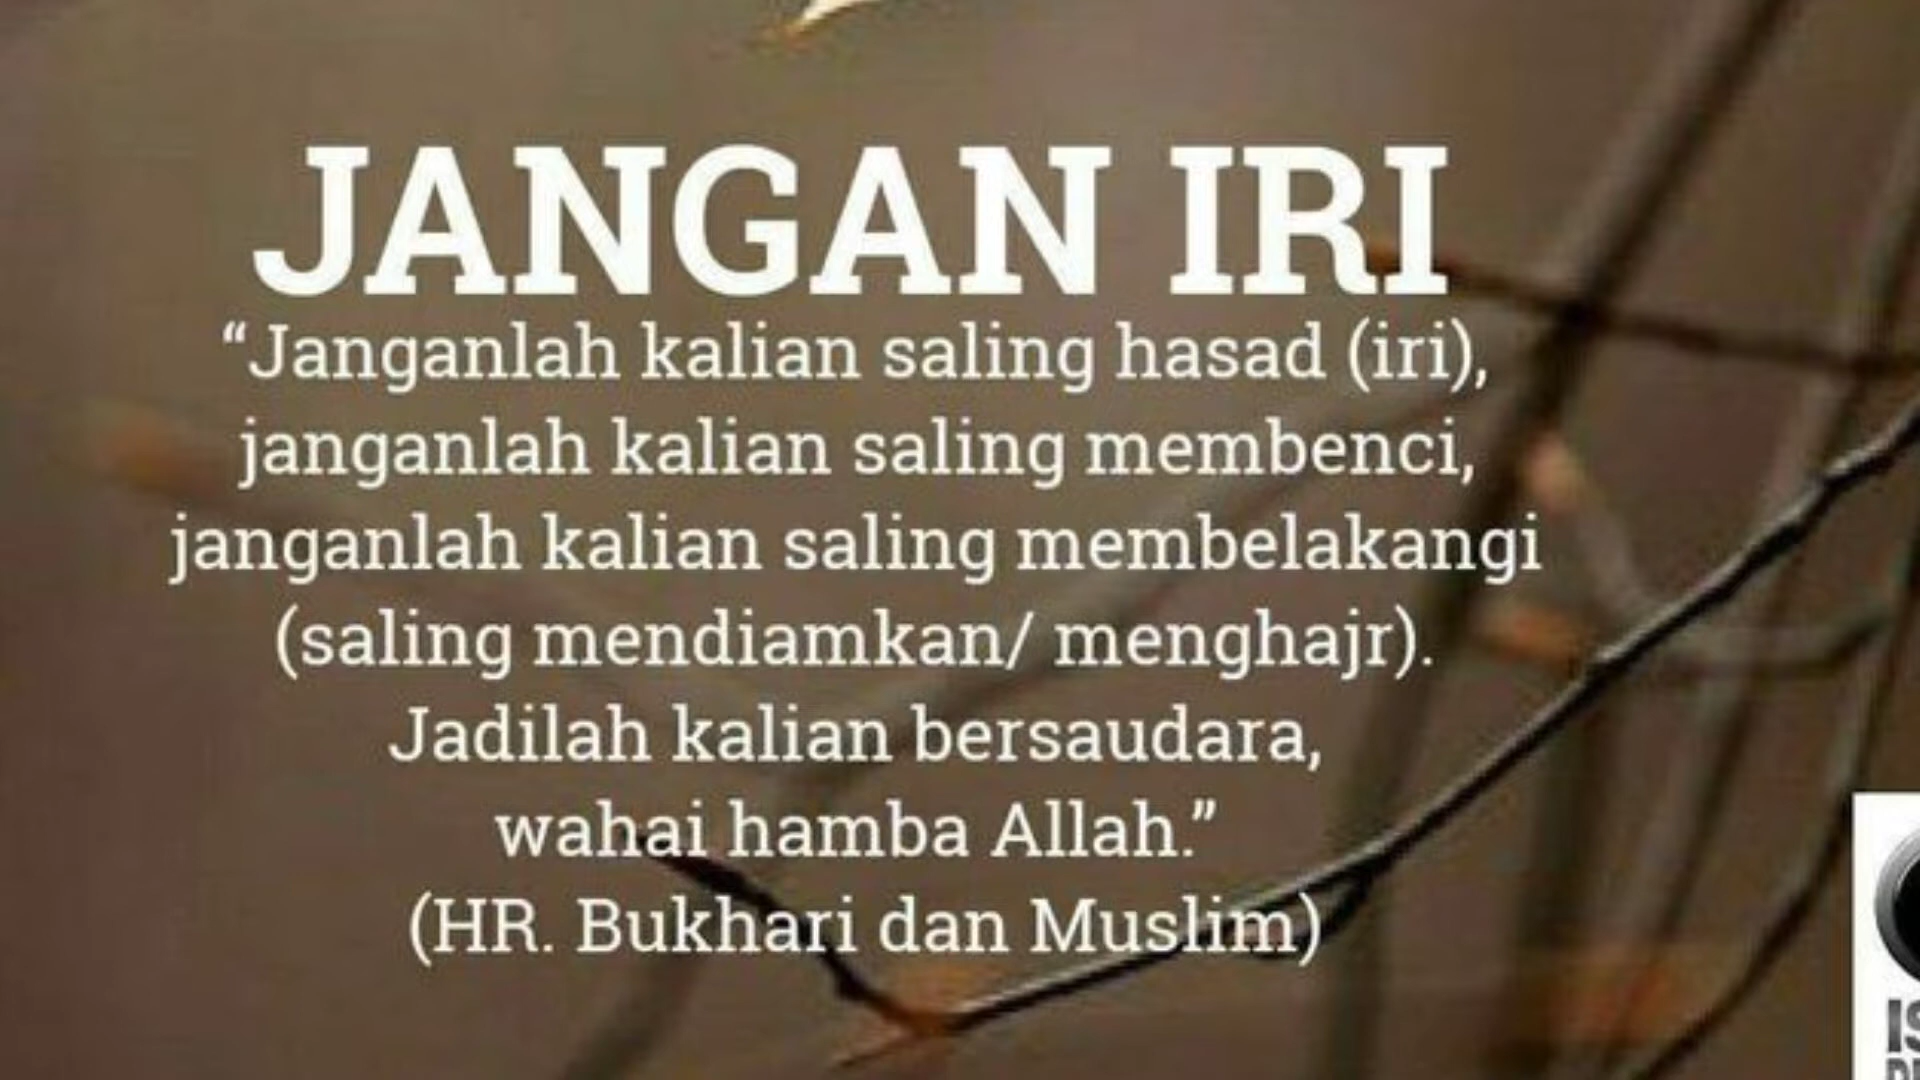 JANGAN IRI
“Janganlah kalian saling hasad (iri),
janganlah kalian saling membenci,
janganlah kalian saling membelakangi
(saling mendiamkan/ menghajr).
Jadilah kalian bersaudara,
wahai hamba Allah.”
(HR. Bukhari dan Muslim)